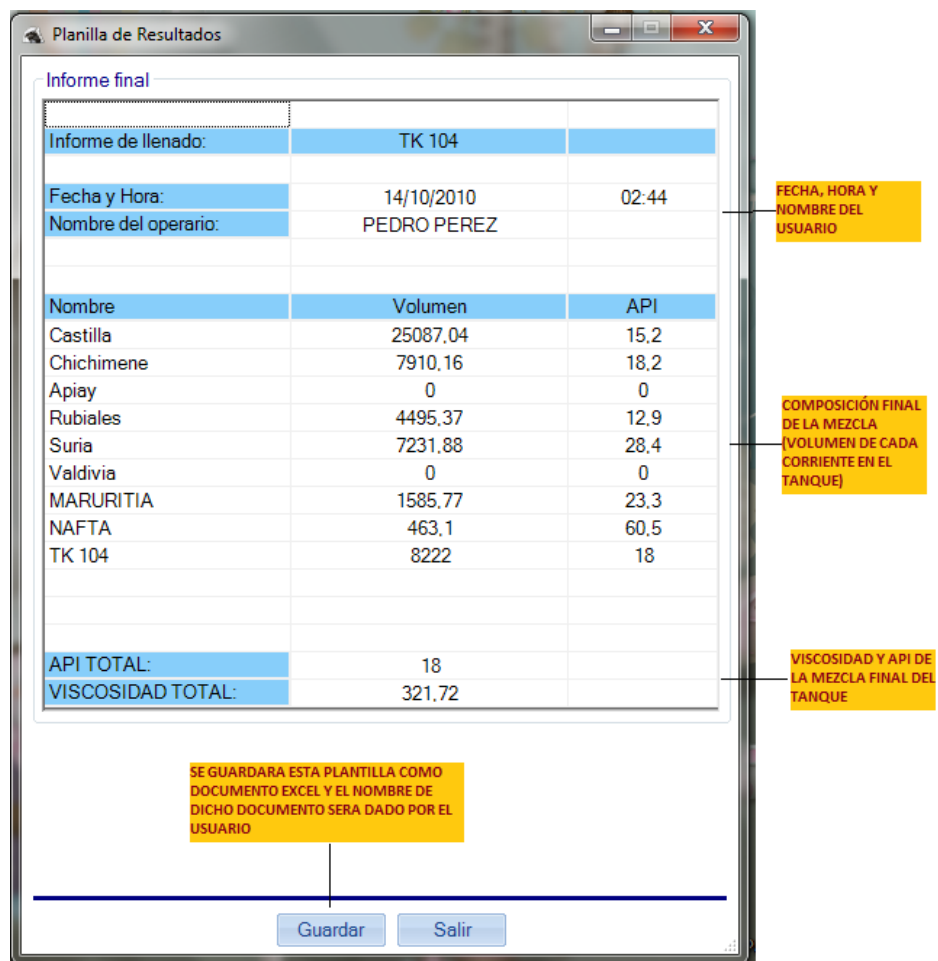 Planilla de Resultados
Informe final
Informe de llenado: TK 104
Fecha y Hora: 14/10/2010 02:44
Nombre del operario: PEDRO PEREZ
FECHA, HORA Y
NOMBRE DEL
USUARIO
Nombre Volumen API
Castilla 25087,04 15,2
Chichimene 7910,16 18,2
Apiay 0 0
Rubiales 4495,37 12,9
Suria 7231,88 28,4
Valdivia 0 0
MARURITIA 1585,77 23,3
NAFTA 463,1 60,5
TK 104 8222 18
COMPOSICIÓN FINAL
DE LA MEZCLA
(VOLUMEN DE CADA
CORRIENTE EN EL
TANQUE)
API TOTAL: 18
VISCOSIDAD TOTAL: 321,72
VISCOSIDAD Y API DE
LA MEZCLA FINAL DEL
TANQUE
SE GUARDARA ESTA PLANTILLA COMO
DOCUMENTO EXCEL Y EL NOMBRE DE
DICHO DOCUMENTO SERA DADO POR EL
USUARIO
Guardar Salir